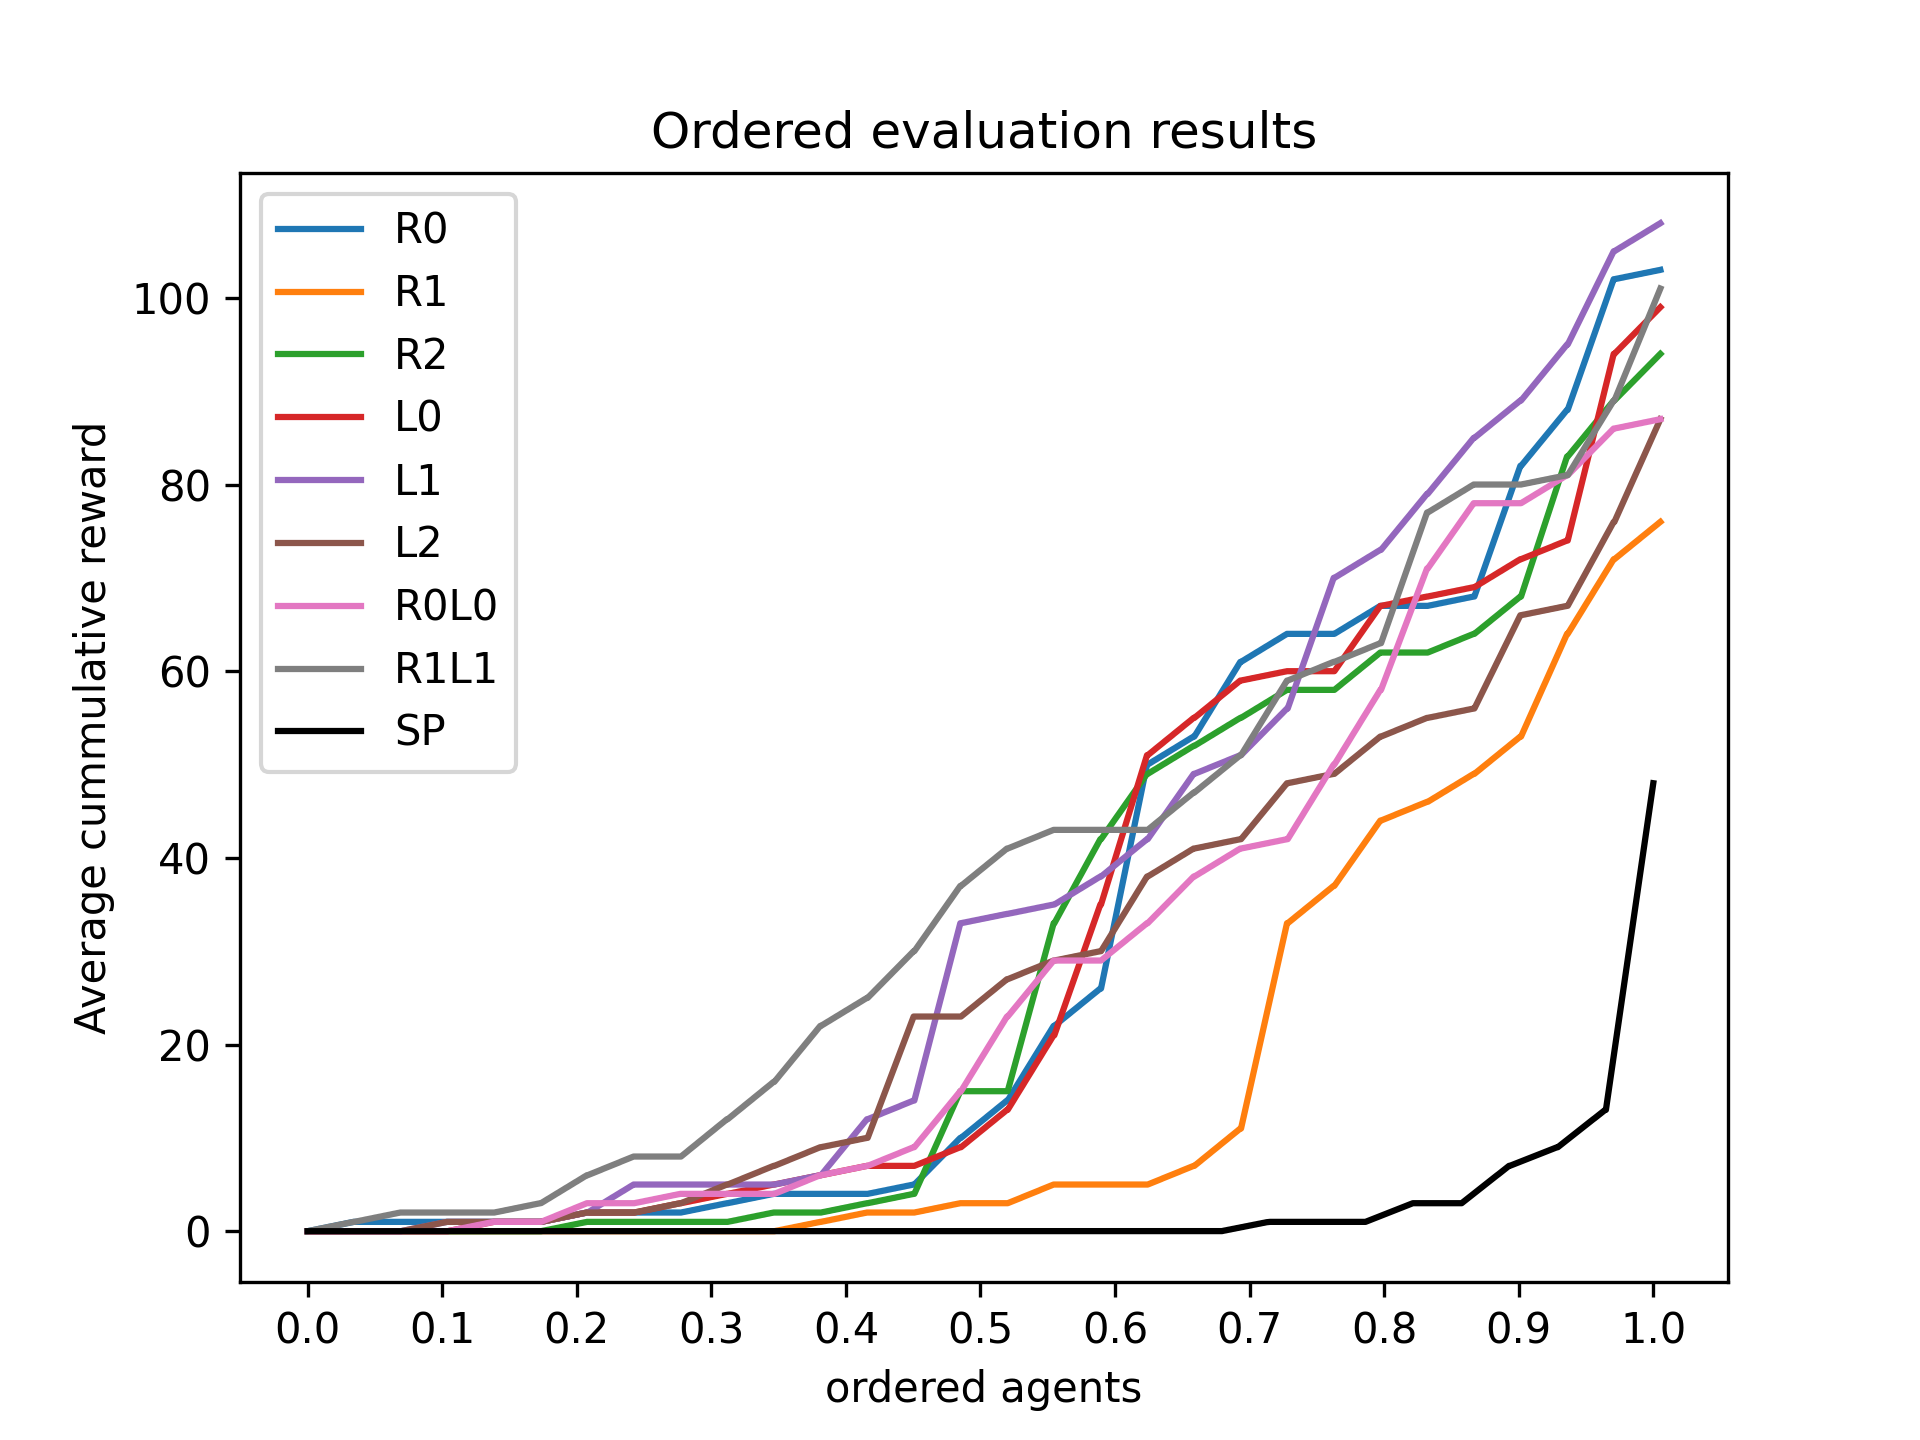 Ordered evaluation results
R0
R1
R2
L0
L1
L2
R0L0
R1L1
SP
Average cummulative reward
100
80
60
40
20
0
0.0 0.1 0.2 0.3 0.4 0.5 0.6 0.7 0.8 0.9 1.0
ordered agents